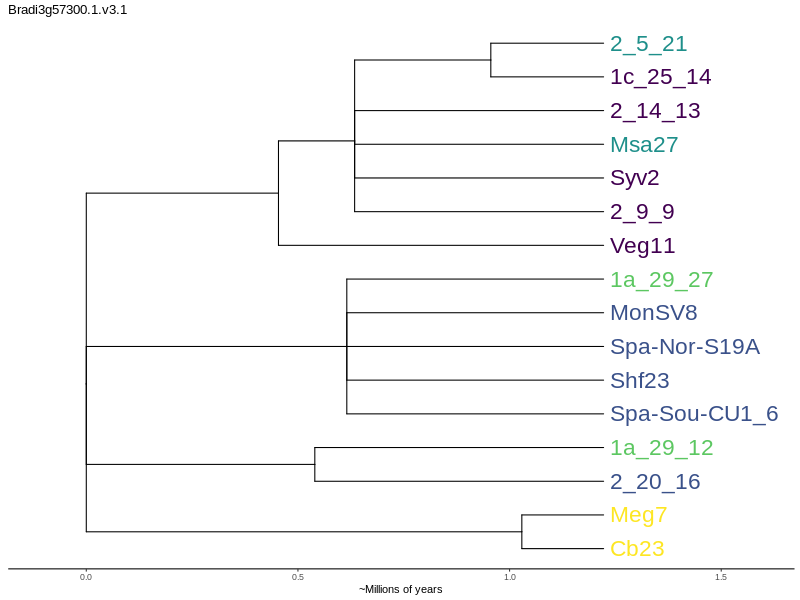 Bradi3g57300.1.v3.1
2_5_21
1c_25_14
2_14_13
Msa27
Syv2
2_9_9
Veg11
1a_29_27
MonSV8
Spa-Nor-S19A
Shf23
Spa-Sou-CU1_6
1a_29_12
2_20_16
Meg7
Cb23
0.0 0.5 1.0 1.5
~Millions of years